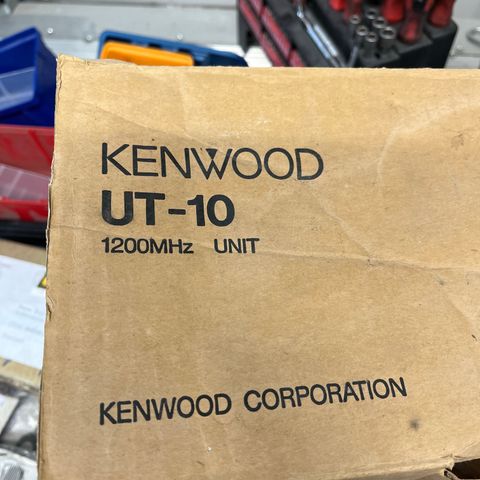 KENWOOD
UT-10
1200MHz UNIT
KENWOOD CORPORATION